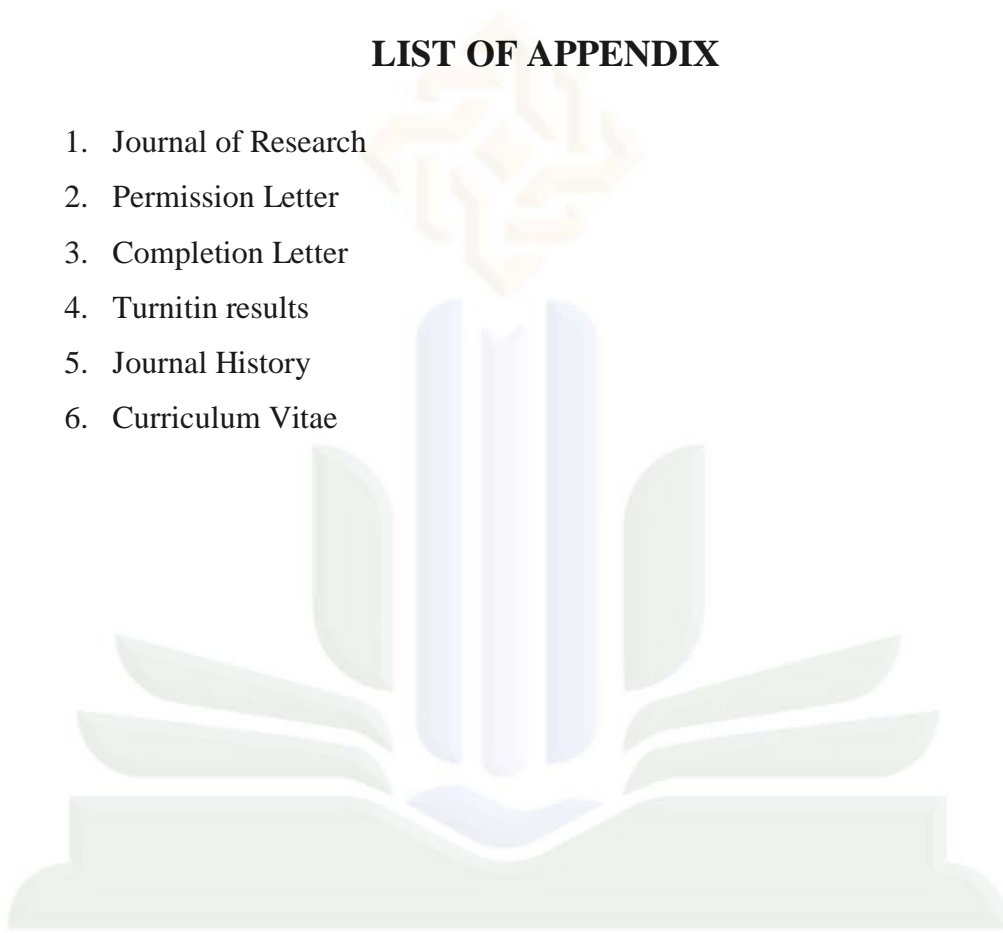 LIST OF APPENDIX
1. Journal of Research
2. Permission Letter
3. Completion Letter
4. Turnitin results
5. Journal History
6. Curriculum Vitae